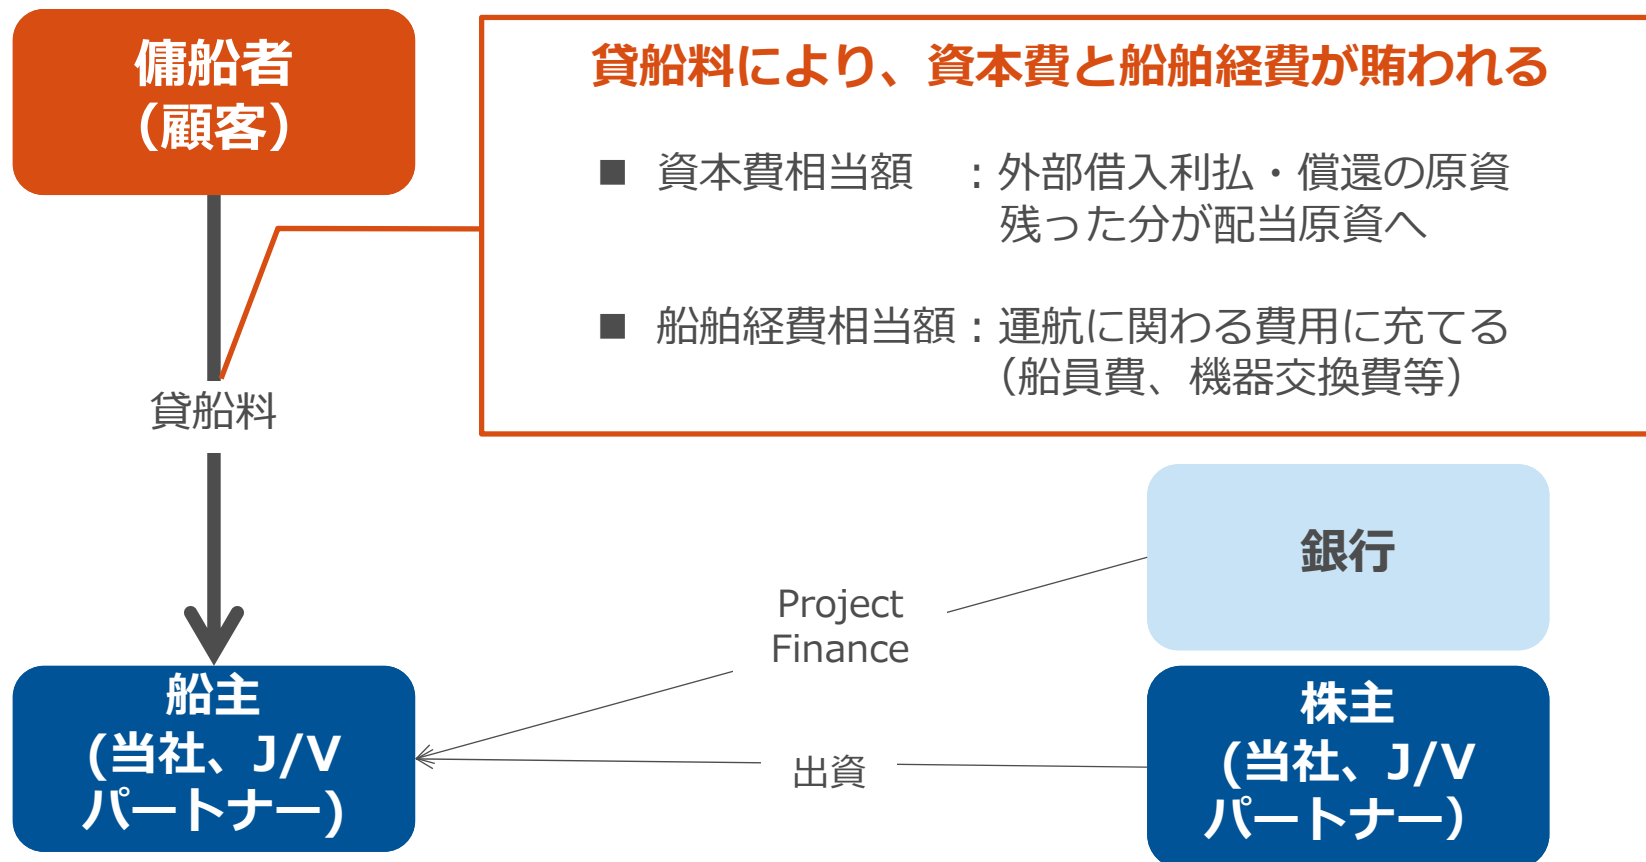 傭船者
（顧客）
貸船料により、資本費と船舶経費が賄われる
■ 資本費相当額　：外部借入利払・償還の原資
残った分が配当原資へ
■ 船舶経費相当額：運航に関わる費用に充てる
（船員費、機器交換費等）
貸船料
銀行
Project
Finance
船主
(当社、J/V
パートナー)
出資
株主
(当社、J/V
パートナー）